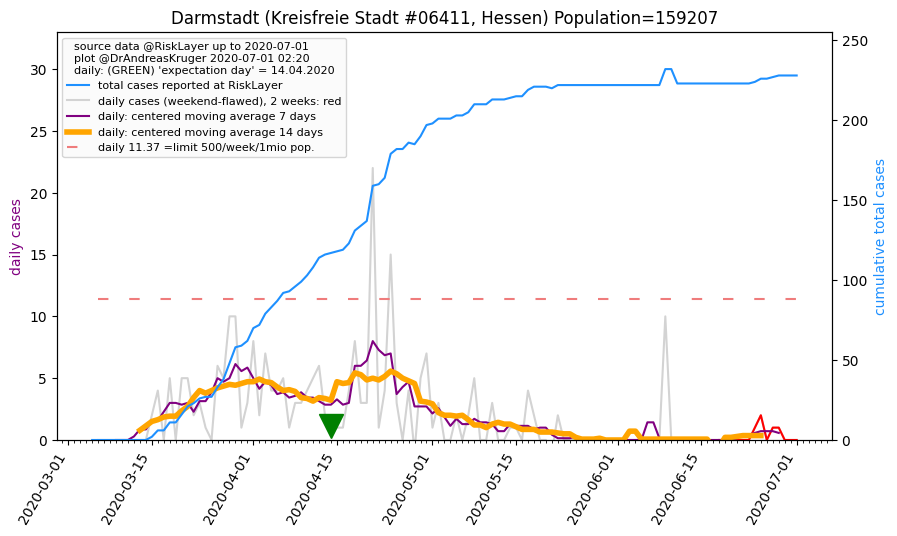 Darmstadt (Kreisfreie Stadt #06411, Hessen) Population=159207
source data @RiskLayer up to 2020-07-01
plot @DrAndreasKruger 2020-07-01 02:20
daily: (GREEN) 'expectation day' = 14.04.2020
total cases reported at RiskLayer
daily cases (weekend-flawed), 2 weeks: red
daily: centered moving average 7 days
daily: centered moving average 14 days
daily 11.37 =limit 500/week/1mio pop.
daily cases
30
25
20
15
10
5
0
250
200
150
100
50
0
cumulative total cases
2020-03-01
2020-03-15
2020-04-01
2020-04-15
2020-05-01
2020-05-15
2020-06-01
2020-06-15
2020-07-01